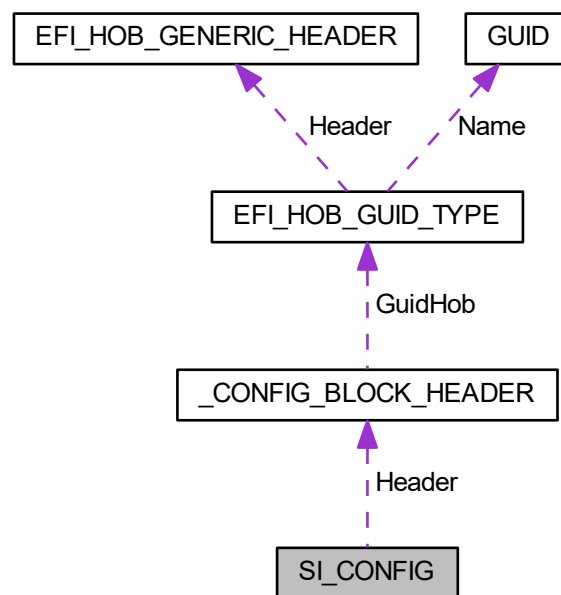 EFI_HOB_GENERIC_HEADER
GUID
Header
Name
EFI_HOB_GUID_TYPE
GuidHob
_CONFIG_BLOCK_HEADER
Header
SI_CONFIG